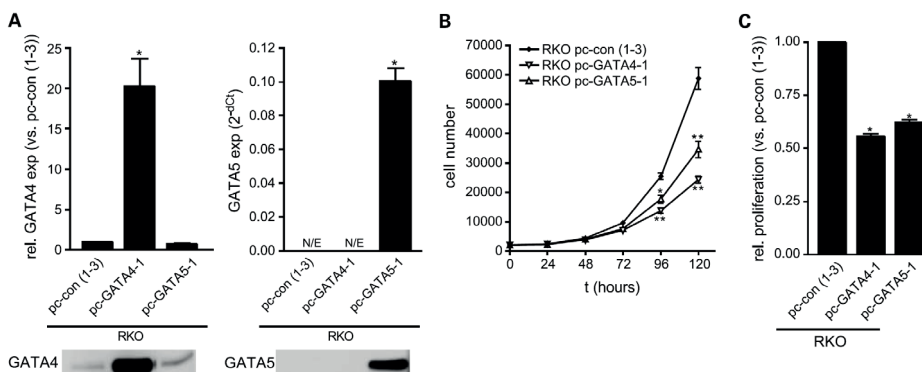 A
rel. GATA4 exp (vs. pc-con (1-3))
25
20
15
10
5
0
*
pc-con (1-3)
pc-GATA4-1
pc-GATA5-1
RKO
GATA4
GATA5 exp (2-dCt)
0.12
0.10
0.08
0.06
0.04
0.02
0.00
N/E
N/E
*
pc-con (1-3)
pc-GATA4-1
pc-GATA5-1
RKO
GATA5
B
cell number
70000
60000
50000
40000
30000
20000
10000
0
RKO pc-con (1-3)
RKO pc-GATA4-1
RKO pc-GATA5-1
*
**
**
**
0 24 48 72 96 120
t (hours)
C
rel. proliferation (vs. pc-con (1-3))
1.00
0.75
0.50
0.25
0.00
*
*
pc-con (1-3)
pc-GATA4-1
pc-GATA5-1
RKO